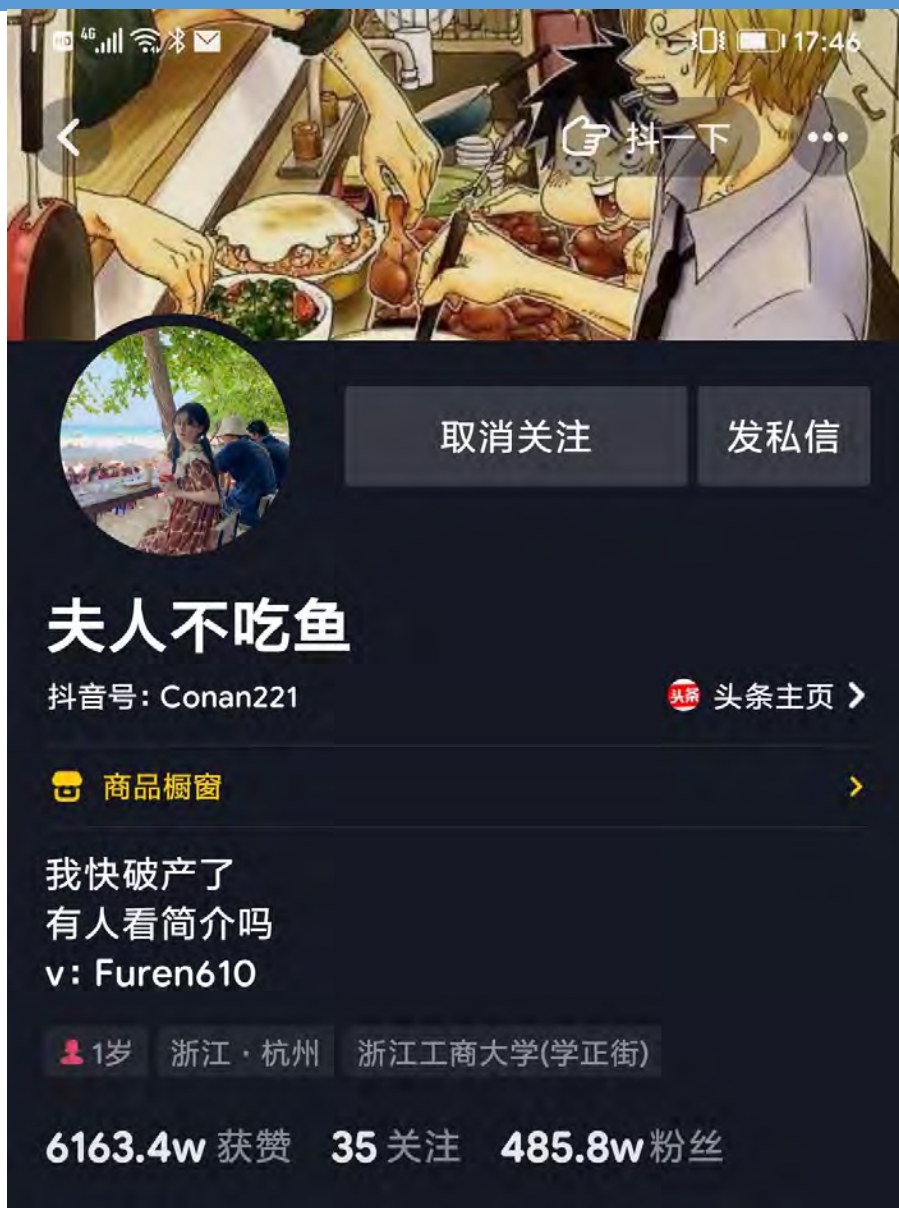 HD 4G 17:46
抖一下
取消关注 发私信
夫人不吃鱼
抖音号: Conan221 头条 头条主页
商品橱窗
我快破产了
有人看简介吗
v: Furen610
1岁 浙江·杭州 浙江工商大学(学正街)
6163.4w 获赞 35 关注 485.8w 粉丝